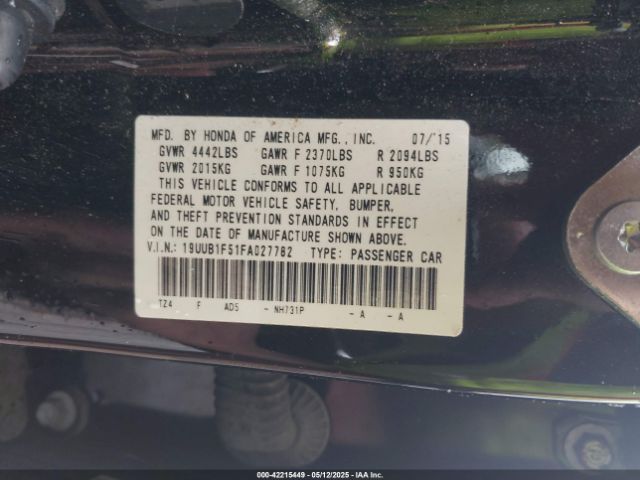 MFD. BY HONDA OF AMERICA MFG., INC. 07/'15
GVWR 4442LBS GAWR F 2370LBS R 2094LBS
GVWR 2015KG GAWR F 1075KG R 950KG
THIS VEHICLE CONFORMS TO ALL APPLICABLE
FEDERAL MOTOR VEHICLE SAFETY, BUMPER,
AND THEFT PREVENTION STANDARDS IN EFFECT
ON THE DATE OF MANUFACTURE SHOWN ABOVE.
V.I.N.: 19UUB1F51FA027782 TYPE: PASSENGER CAR
TZ4 F AD5 - NH731P - A - A
000-42215449 - 05/12/2025 - IAA Inc.